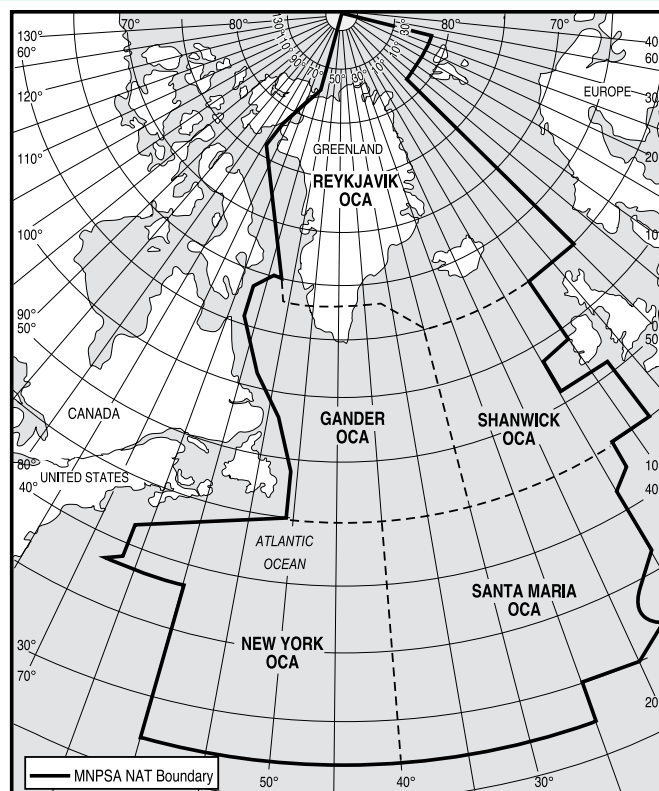 70°
80°
80°
70°
130°
60°
40
60
120°
EUROPE
30
110°
GREENLAND
20
REYKJAVIK
OCA
100°
10
90°
50°
50
CANADA
GANDER
OCA
SHANWICK
OCA
80°
40°
UNITED STATES
10
40
ATLANTIC
OCEAN
SANTA MARIA
OCA
NEW YORK
OCA
30°
70°
20
MNPSA NAT Boundary
50°
40°
30°